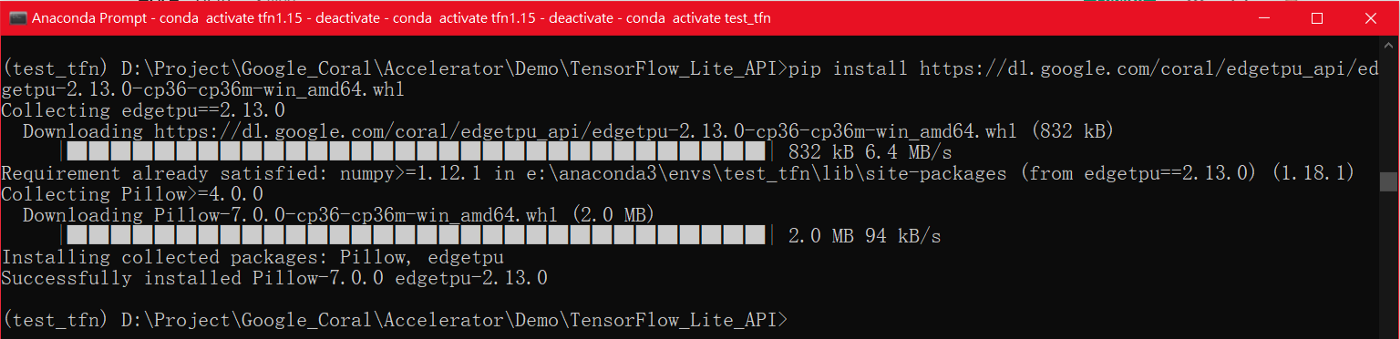 Anaconda Prompt - conda activate tfn1.15 - deactivate - conda activate tfn1.15 - deactivate - conda activate test_tfn
(test_tfn) D:\Project\Google_Coral\Accelerator\Demo\TensorFlow_Lite_API>pip install https://dl.google.com/coral/edgetpu_api/ed
getpu-2.13.0-cp36-cp36m-win_amd64.whl
Collecting edgetpu==2.13.0
Downloading https://dl.google.com/coral/edgetpu_api/edgetpu-2.13.0-cp36-cp36m-win_amd64.whl (832 kB)
832 kB 6.4 MB/s
Requirement already satisfied: numpy>=1.12.1 in e:\anaconda3\envs\test_tfn\lib\site-packages (from edgetpu==2.13.0) (1.18.1)
Collecting Pillow>=4.0.0
Downloading Pillow-7.0.0-cp36-cp36m-win_amd64.whl (2.0 MB)
2.0 MB 94 kB/s
Installing collected packages: Pillow, edgetpu
Successfully installed Pillow-7.0.0 edgetpu-2.13.0
(test_tfn) D:\Project\Google_Coral\Accelerator\Demo\TensorFlow_Lite_API>